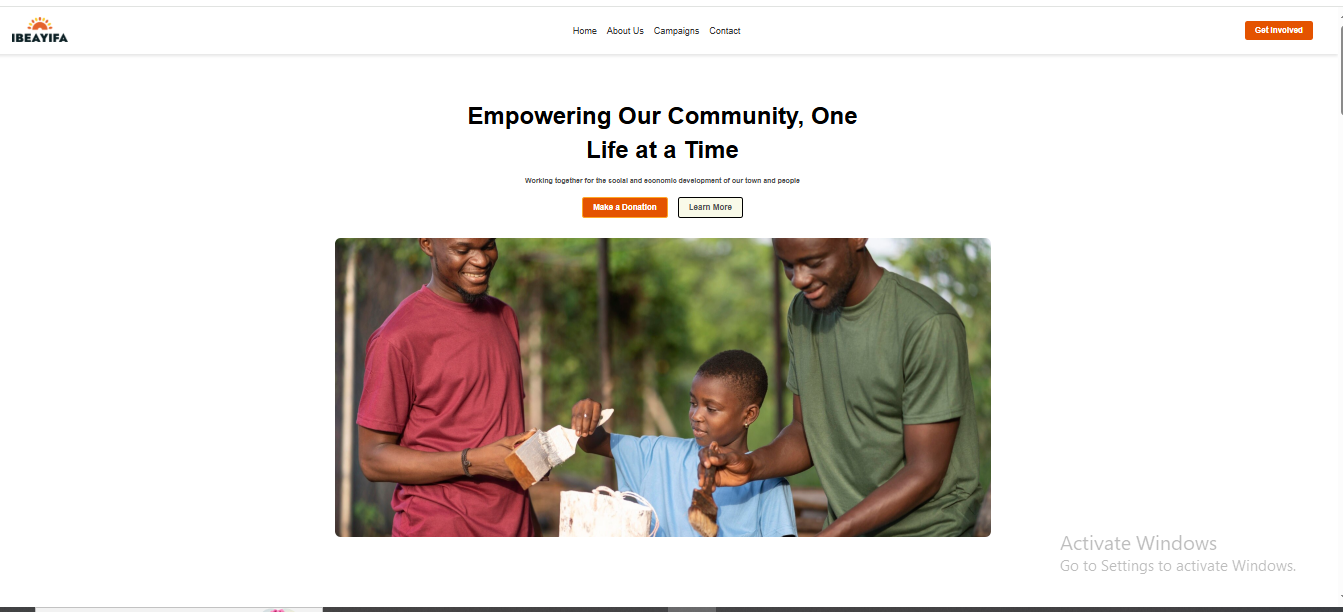 IBEAYIFA
Home About Us Campaigns Contact
Get Involved
Empowering Our Community, One
Life at a Time
Working together for the social and economic development of our town and people
Make a Donation Learn More
Activate Windows
Go to Settings to activate Windows.